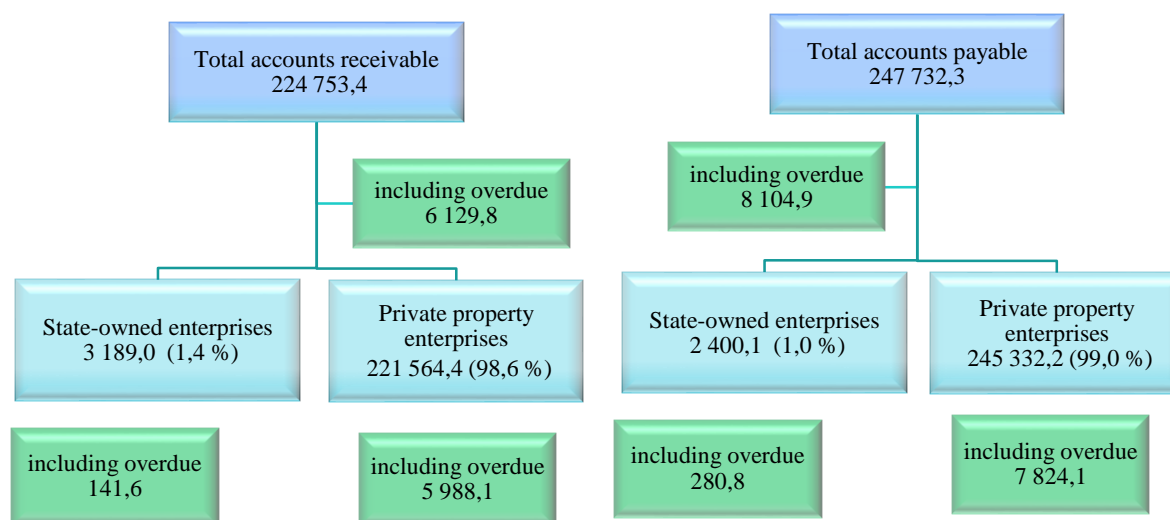 Total accounts receivable
224 753,4
including overdue
6 129,8
State-owned enterprises
3 189,0 (1,4 %)
Private property
enterprises
221 564,4 (98,6 %)
including overdue
141,6
including overdue
5 988,1
Total accounts payable
247 732,3
including overdue
8 104,9
State-owned enterprises
2 400,1 (1,0 %)
Private property
enterprises
245 332,2 (99,0 %)
including overdue
280,8
including overdue
7 824,1